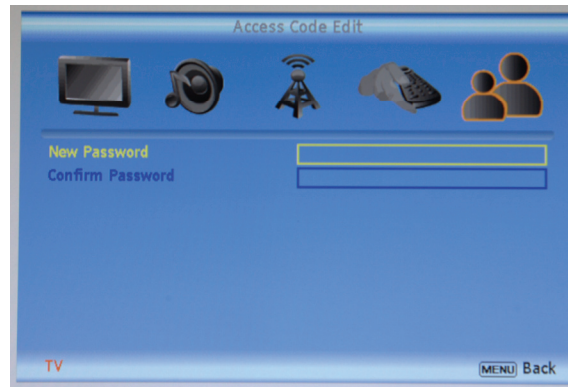 Access Code Edit
New Password
Confirm Password
TV
MENU Back